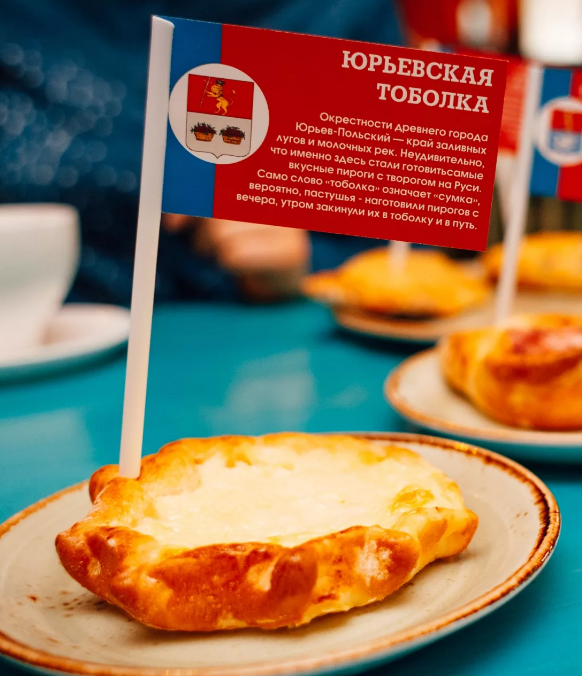 ЮРЬЕВСКАЯ
ТОБОЛКА
Окрестности древнего города
Юрьев-Польский — край заливных
лугов и молочных рек. Неудивительно,
что именно здесь стали готовитьсамые
вкусные пироги с творогом на Руси.
Само слово "тоболка" означает "сумка",
вероятно, пастушья - наготовили пирогов с
вечера, утром закинули их в тоболку и в путь.